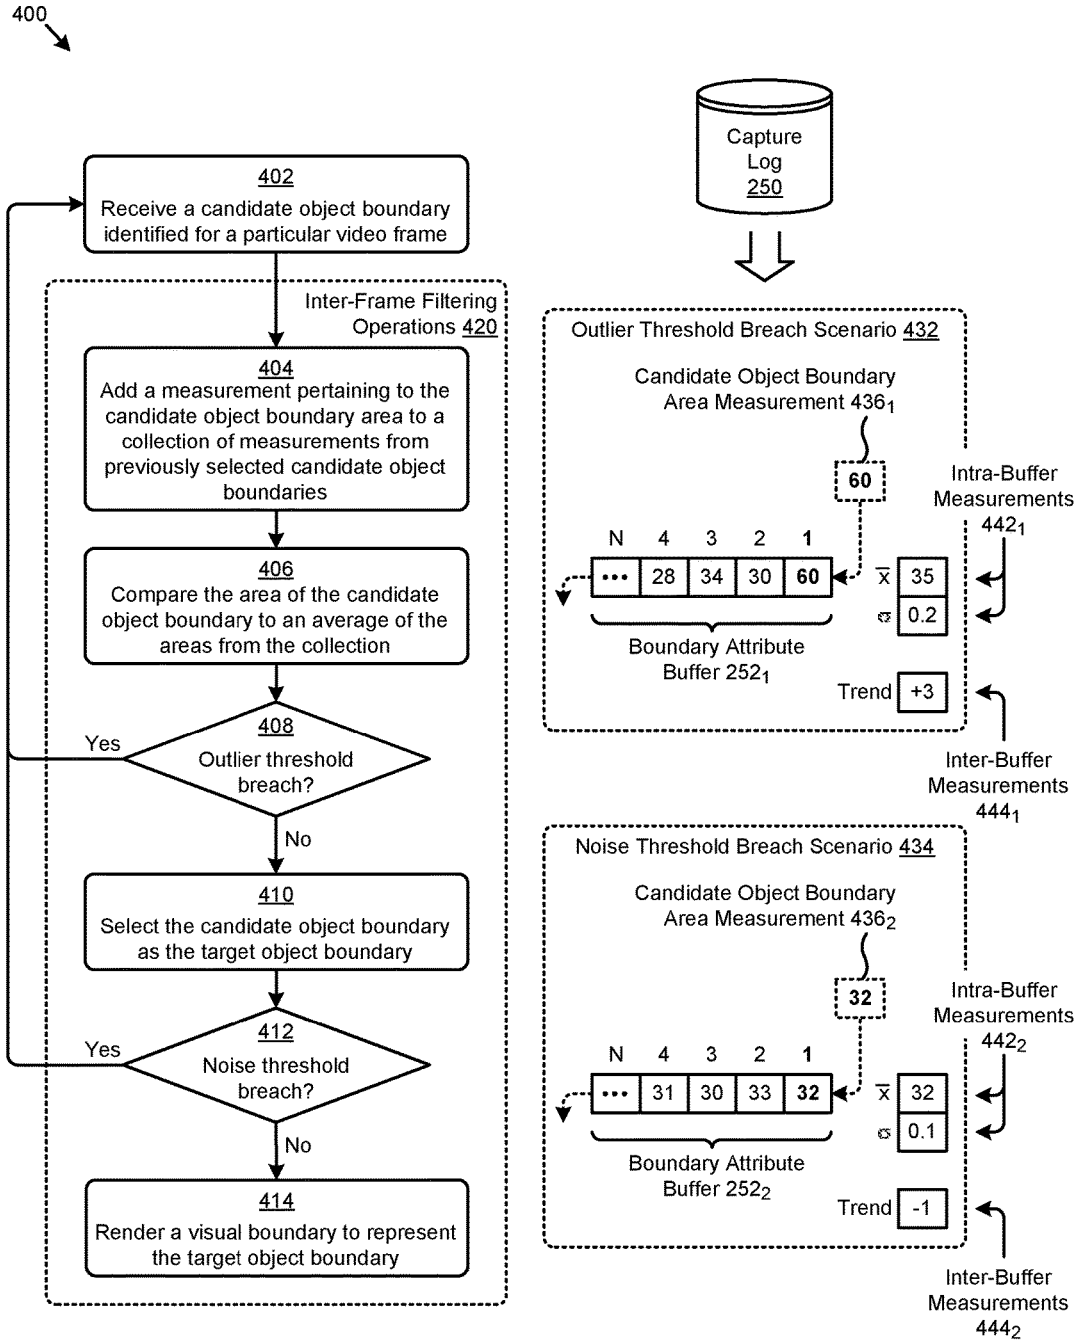 400
402
Receive a candidate object boundary
identified for a particular video frame
Inter-Frame Filtering
Operations 420
404
Add a measurement pertaining to the
candidate object boundary area to a
collection of measurements from
previously selected candidate object
boundaries
406
Compare the area of the candidate
object boundary to an average of the
areas from the collection
408
Outlier threshold
breach?
Yes
No
410
Select the candidate object boundary
as the target object boundary
412
Noise threshold
breach?
Yes
No
414
Render a visual boundary to represent
the target object boundary
Capture
Log
250
Outlier Threshold Breach Scenario 432
Candidate Object Boundary
Area Measurement 436₁
60
Intra-Buffer
Measurements
442₁
N 4 3 2 1
••• 28 34 30 60
x̅ 35
σ 0.2
Boundary Attribute
Buffer 252₁
Trend +3
Inter-Buffer
Measurements
444₁
Noise Threshold Breach Scenario 434
Candidate Object Boundary
Area Measurement 436₂
32
Intra-Buffer
Measurements
442₂
N 4 3 2 1
••• 31 30 33 32
x̅ 32
σ 0.1
Boundary Attribute
Buffer 252₂
Trend -1
Inter-Buffer
Measurements
444₂